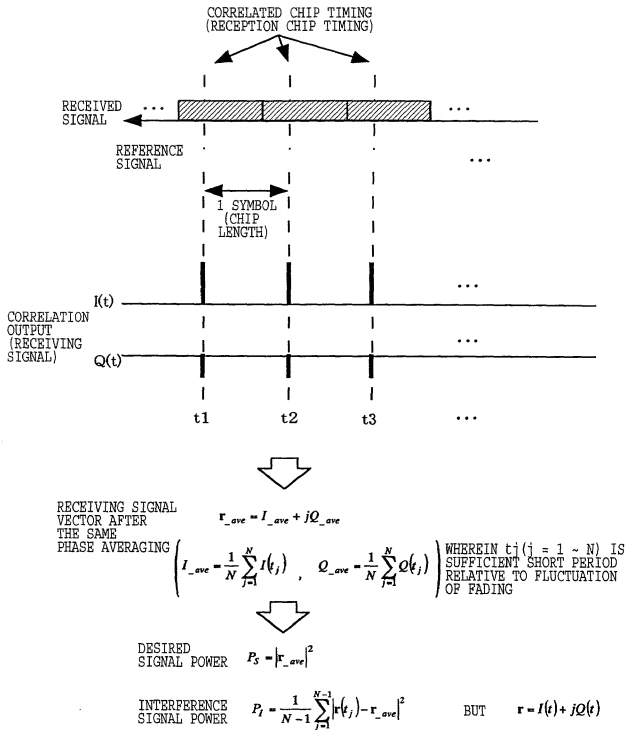 CORRELATED CHIP TIMING
(RECEPTION CHIP TIMING)
RECEIVED SIGNAL ... ...
REFERENCE SIGNAL ...
1 SYMBOL
(CHIP
LENGTH)
I(t) ...
CORRELATION
OUTPUT
(RECEIVING
SIGNAL)
...
Q(t)
t1 t2 t3 ...
RECEIVING SIGNAL
VECTOR AFTER
THE SAME
PHASE AVERAGING
r_ave = I_ave + jQ_ave
( I_ave = 1/N ∑_{j=1}^{N} I(t_j) , Q_ave = 1/N ∑_{j=1}^{N} Q(t_j) )
WHEREIN tj(j = 1 ~ N) IS
SUFFICIENT SHORT PERIOD
RELATIVE TO FLUCTUATION
OF FADING
DESIRED
SIGNAL POWER
P_S = |r_ave|²
INTERFERENCE
SIGNAL POWER
P_I = 1/(N-1) ∑_{j=1}^{N-1} |r(t_j) - r_ave|²
BUT r = I(t) + jQ(t)